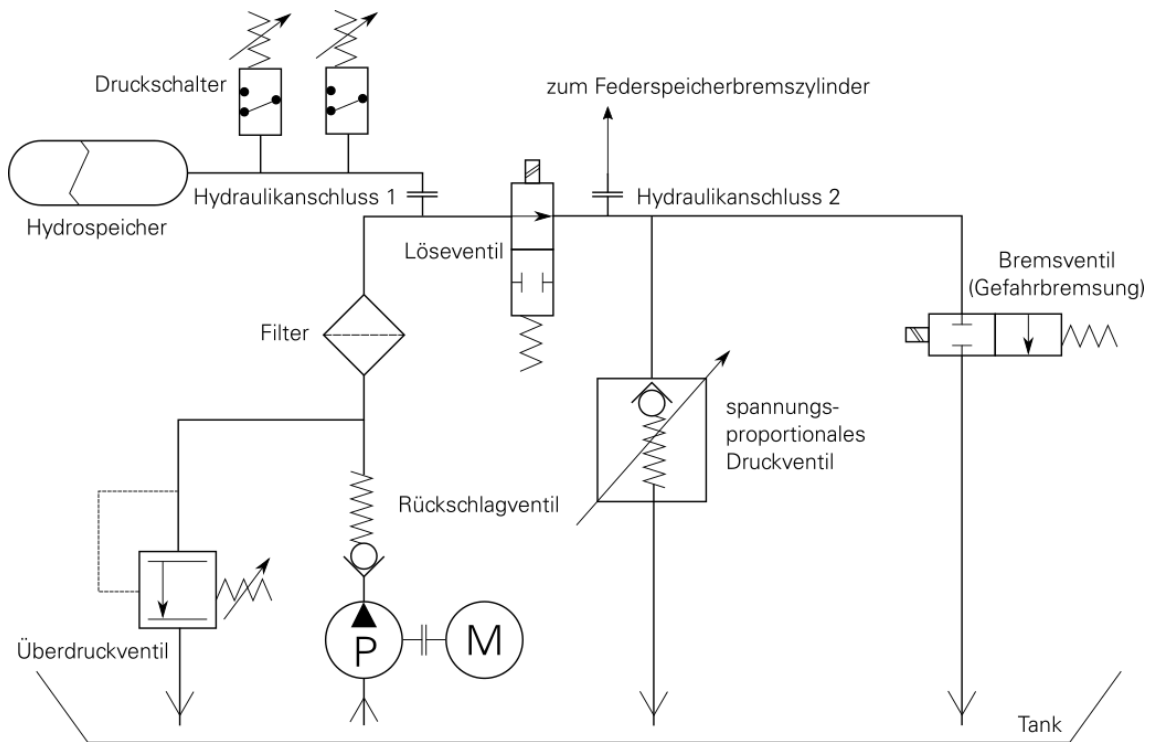 Druckschalter
zum Federspeicherbremszylinder
Hydraulikanschluss 1
Hydraulikanschluss 2
Hydrospeicher
Löseventil
Bremsventil
(Gefahrbremsung)
Filter
spannungs-
proportionales
Druckventil
Rückschlagventil
P
M
Überdruckventil
Tank